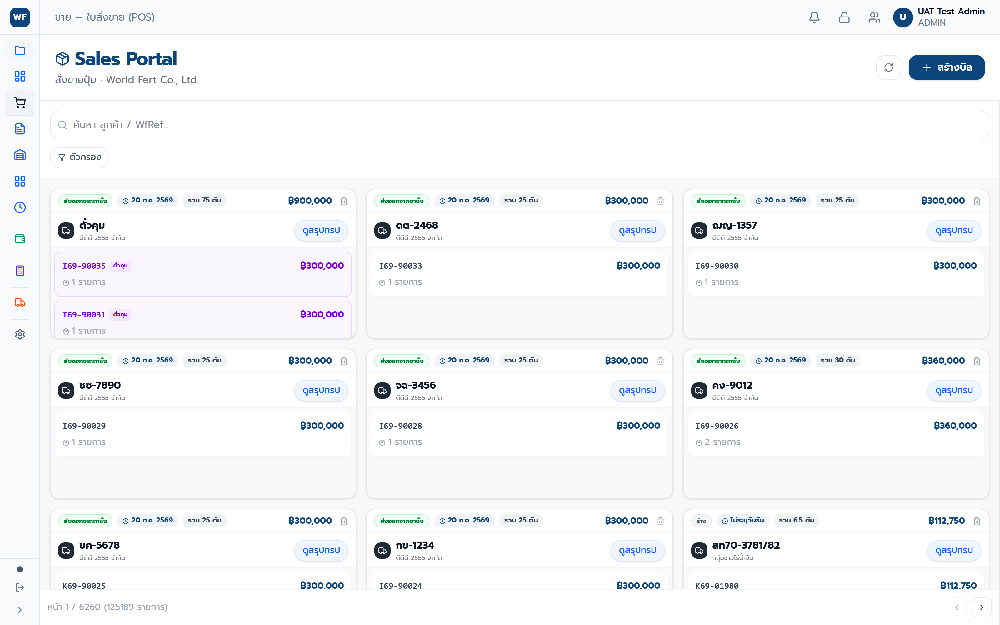 WF
ขาย — ใบสั่งขาย (POS)
U
UAT Test Admin
ADMIN
Sales Portal
สั่งขายปุ๋ย · World Fert Co., Ltd.
สร้างบิล
ค้นหา ลูกค้า / WfRef...
ตัวกรอง
ส่งออกจากตาชั่ง 20 ก.ค. 2569 รวม 75 ตัน ฿900,000
ตั๋วคุม
ดีดีดี 2555 จำกัด
ดูสรุปทริป
I69-90035 ตั๋วคุม ฿300,000
1 รายการ
I69-90031 ตั๋วคุม ฿300,000
1 รายการ
ส่งออกจากตาชั่ง 20 ก.ค. 2569 รวม 25 ตัน ฿300,000
ดต-2468
ดีดีดี 2555 จำกัด
ดูสรุปทริป
I69-90033 ฿300,000
1 รายการ
ส่งออกจากตาชั่ง 20 ก.ค. 2569 รวม 25 ตัน ฿300,000
ฌญ-1357
ดีดีดี 2555 จำกัด
ดูสรุปทริป
I69-90030 ฿300,000
1 รายการ
ส่งออกจากตาชั่ง 20 ก.ค. 2569 รวม 25 ตัน ฿300,000
ชซ-7890
ดีดีดี 2555 จำกัด
ดูสรุปทริป
I69-90029 ฿300,000
1 รายการ
ส่งออกจากตาชั่ง 20 ก.ค. 2569 รวม 25 ตัน ฿300,000
จฉ-3456
ดีดีดี 2555 จำกัด
ดูสรุปทริป
I69-90028 ฿300,000
1 รายการ
ส่งออกจากตาชั่ง 20 ก.ค. 2569 รวม 30 ตัน ฿360,000
คง-9012
ดีดีดี 2555 จำกัด
ดูสรุปทริป
I69-90026 ฿360,000
2 รายการ
ส่งออกจากตาชั่ง 20 ก.ค. 2569 รวม 25 ตัน ฿300,000
ขค-5678
ดีดีดี 2555 จำกัด
ดูสรุปทริป
K69-90025 ฿300,000
ส่งออกจากตาชั่ง 20 ก.ค. 2569 รวม 25 ตัน ฿300,000
กข-1234
ดีดีดี 2555 จำกัด
ดูสรุปทริป
I69-90024 ฿300,000
ร่าง ไม่ระบุวันรับ รวม 6.5 ตัน ฿112,750
สท70-3781/82
กลุ่มชาวไร่น้ำจืด
ดูสรุปทริป
K69-01980 ฿112,750
หน้า 1 / 6260 (125189 รายการ)